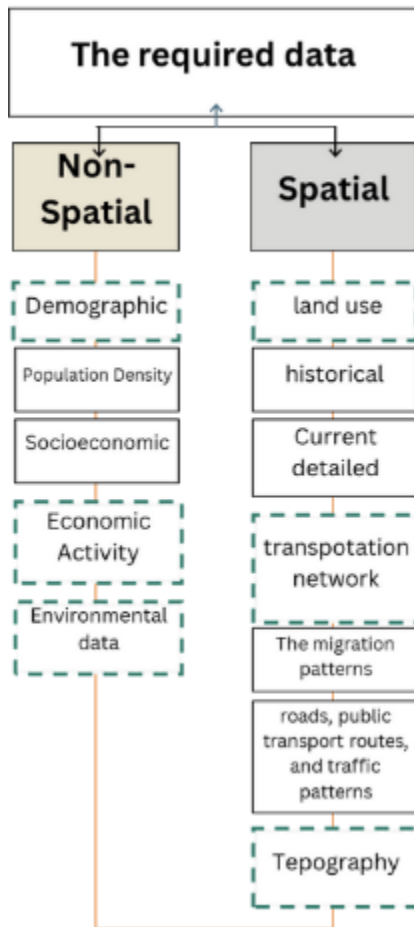 The required data
Non-
Spatial
Demographic
Population Density
Socioeconomic
Economic
Activity
Environmental
data
Spatial
land use
historical
Current
detailed
transpotation
network
The migration
patterns
roads, public
transport routes,
and traffic
patterns
Tepography